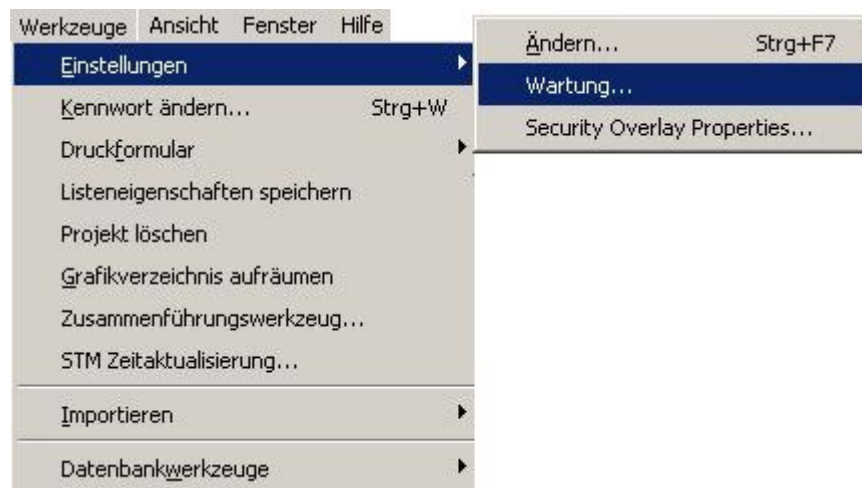 Werkzeuge Ansicht Fenster Hilfe
Einstellungen
Kennwort ändern... Strg+W
Druckformular
Listeneigenschaften speichern
Projekt löschen
Grafikverzeichnis aufräumen
Zusammenführungswerkzeug...
STM Zeitaktualisierung...
Importieren
Datenbankwerkzeuge
Ändern... Strg+F7
Wartung...
Security Overlay Properties...